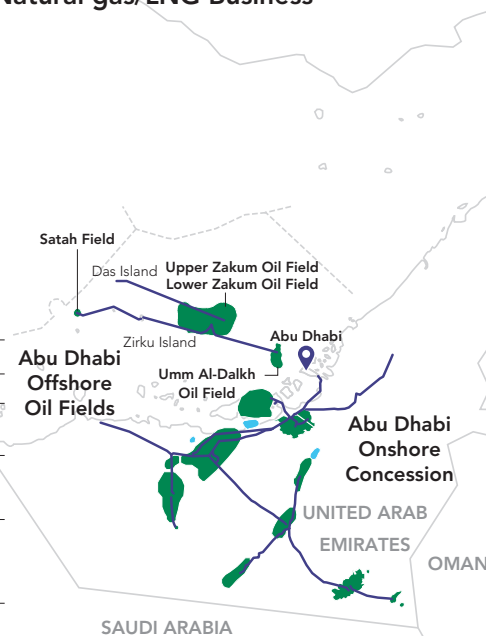 Natural gas/LNG Business
Satah Field
Das Island
Upper Zakum Oil Field
Lower Zakum Oil Field
Zirku Island
Abu Dhabi
Abu Dhabi
Offshore
Oil Fields
Umm Al-Dalkh
Oil Field
Abu Dhabi
Onshore
Concession
UNITED ARAB
EMIRATES
OMAN
SAUDI ARABIA